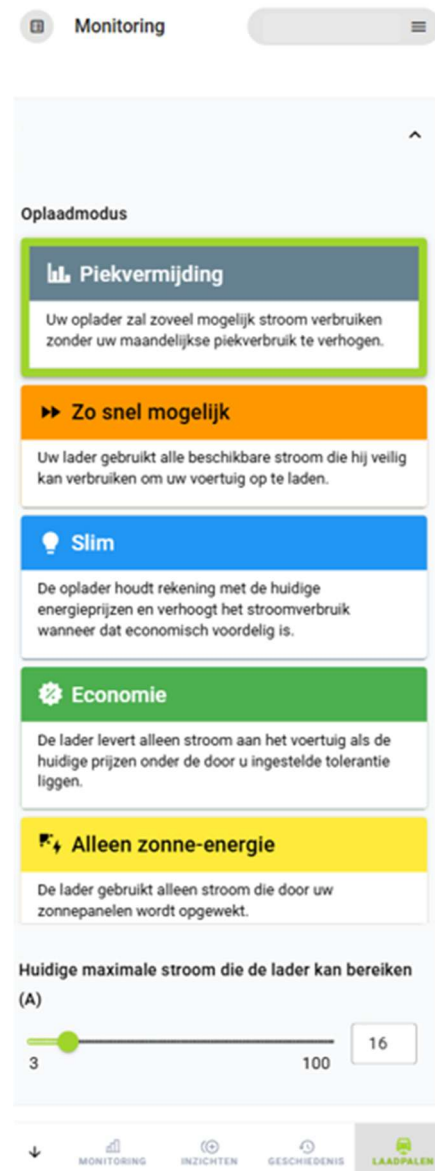 Monitoring
Oplaadmodus
Piekvermijding
Uw oplader zal zoveel mogelijk stroom verbruiken
zonder uw maandelijkse piekverbruik te verhogen.
Zo snel mogelijk
Uw lader gebruikt alle beschikbare stroom die hij veilig
kan verbruiken om uw voertuig op te laden.
Slim
De oplader houdt rekening met de huidige
energieprijzen en verhoogt het stroomverbruik
wanneer dat economisch voordelig is.
Economie
De lader levert alleen stroom aan het voertuig als de
huidige prijzen onder de door u ingestelde tolerantie
liggen.
Alleen zonne-energie
De lader gebruikt alleen stroom die door uw
zonnepanelen wordt opgewekt.
Huidige maximale stroom die de lader kan bereiken
(A)
16
3 100
MONITORING INZICHTEN GESCHIEDENIS LAADPALEN